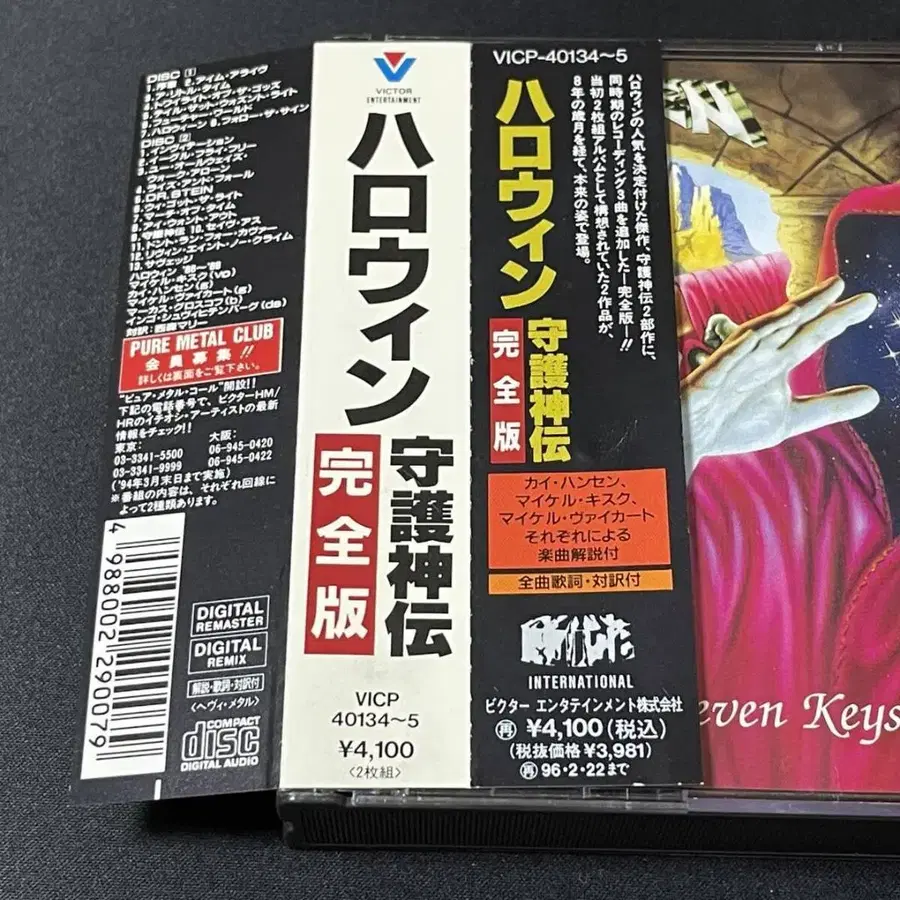 DISC〔1〕
1.序章 2.アイム・アライヴ
3.ア・リトル・タイム
4.トワイライト・オブ・ザ・ゴッズ
5.テイル・ザット・ウォズント・ライト
6.フューチャー・ワールド
7.ハロウィーン 8.フォロー・ザ・サイン
DISC〔2〕
1.インヴィテーション
2.イーグル・フライ・フリー
3.ユー・オールウェイズ・
ウォーク・アローン
4.ライズ・アンド・フォール
5.DR.STEIN
6.ウィ・ゴット・ザ・ライト
7.マーチ・オブ・タイム
8.アイ・ウォント・アウト
9.守護神伝 10.セイヴ・アス
11.ドント・ラン・フォー・カヴァー
12.リヴィン・エイント・ノー・クライム
13.サヴェッジ
ハロウィン '86〜'88
マイケル・キスク(vo)
カイ・ハンセン(g)
マイケル・ヴァイカート(g)
マーカス・グロスコフ(b)
インゴ・シュヴィヒテンバーグ(ds)
対訳:西森マリー
PURE METAL CLUB
会員募集!!
詳しくは裏面をご覧下さい。
"ピュア・メタル・コール"開設!!
下記の電話番号で、ビクターHM/
HRのイチオシ・アーティストの最新
情報をチェック!!
東京: 大阪:
03-3341-5500 06-945-0420
03-3341-9999 06-945-0422
('94年3月末日まで実施)
※番組の内容は、それぞれ回線に
よって2種類あります。
4988002290079
DIGITAL
REMASTER
DIGITAL
REMIX
解説・歌詞・対訳付
〈ヘヴィ・メタル〉
COMPACT
disc
DIGITAL AUDIO
VICTOR
ENTERTAINMENT
ハロウィン
守護神伝
完全版
VICP
40134〜5
¥4,100
〈2枚組〉
VICP-40134〜5
ハロウィンの人気を決定付けた傑作、守護神伝2部作に、
同時期のレコーディング3曲を追加した―完全版―!!
当初2枚組アルバムとして構想されていた2作品が、
8年の歳月を経て、本来の姿で登場。
ハロウィン
守護神伝
完全版
カイ・ハンセン、
マイケル・キスク、
マイケル・ヴァイカート
それぞれによる
楽曲解説付
全曲歌詞・対訳付
INTERNATIONAL
ビクター エンタテインメント株式会社
再 ¥4,100(税込)
(税抜価格¥3,981)
再 96・2・22まで
EN
even Keys